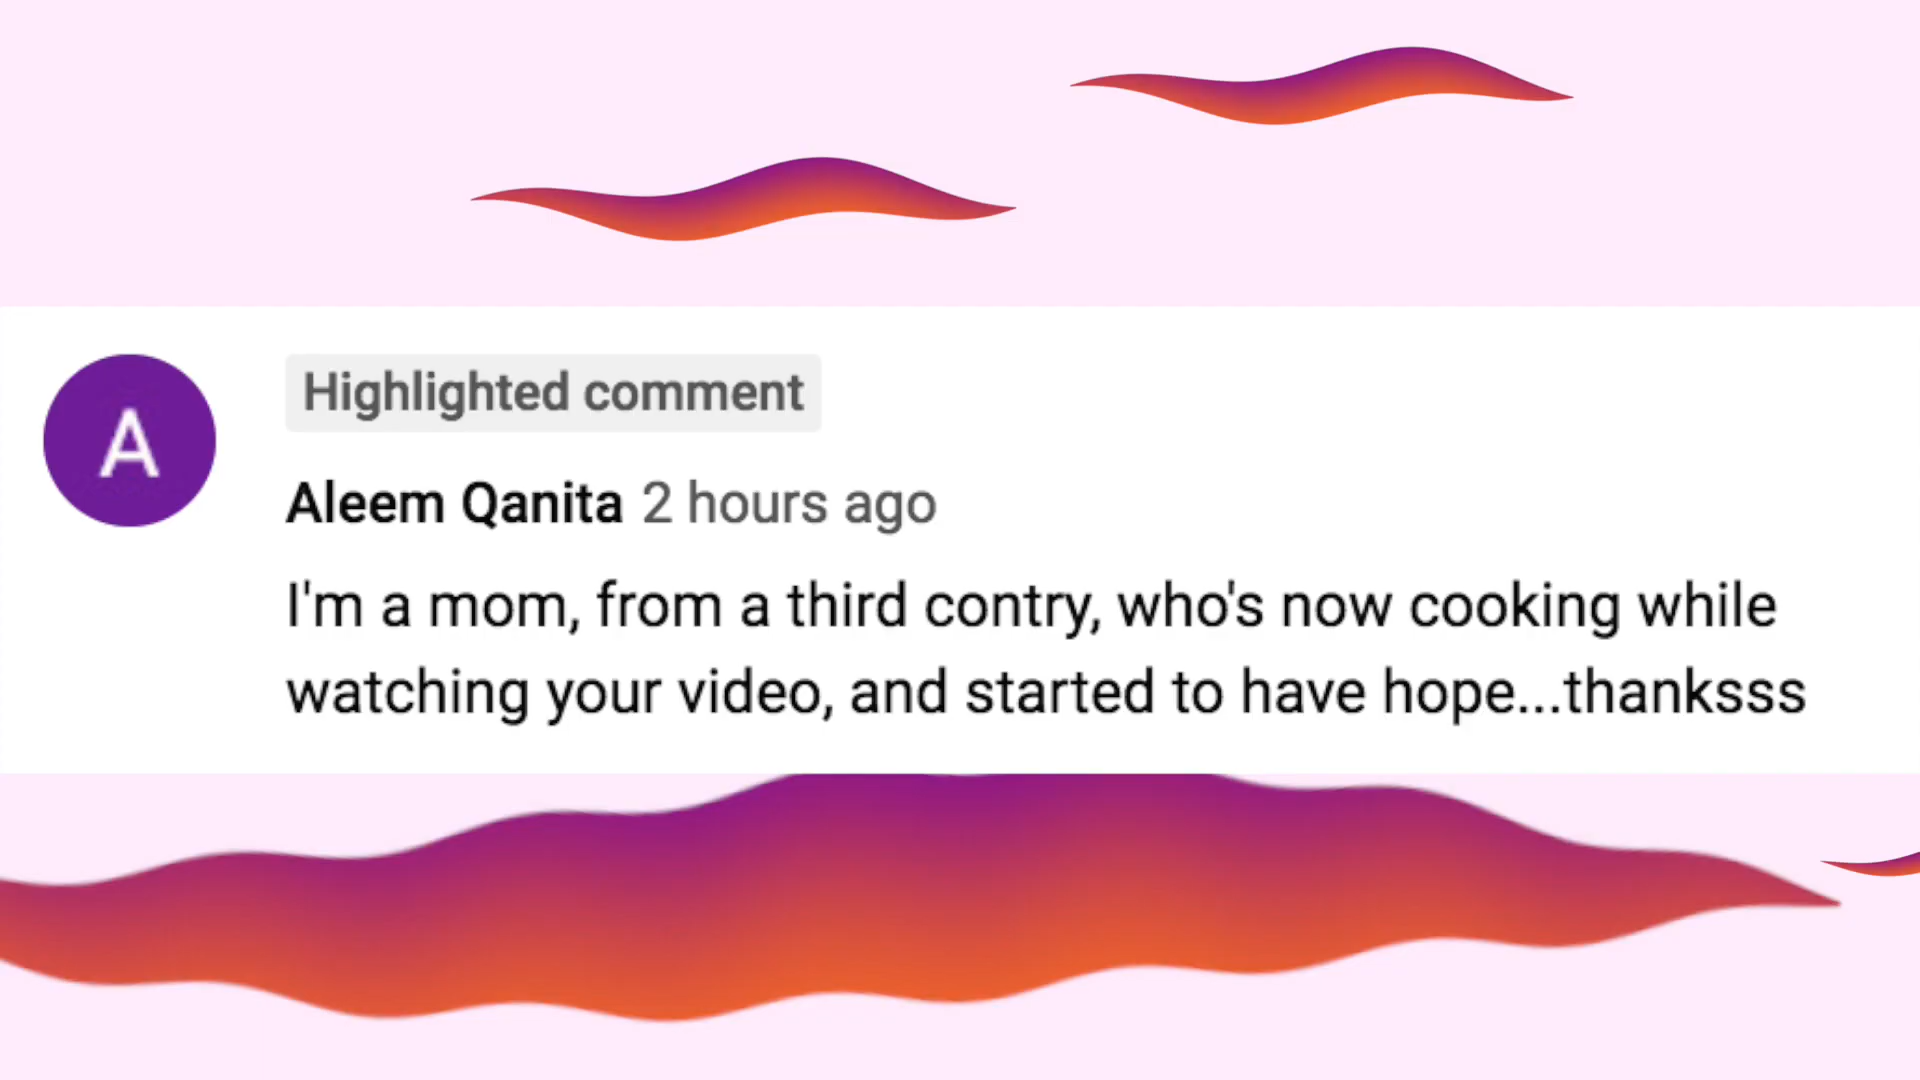 A
Highlighted comment
Aleem Qanita 2 hours ago
I'm a mom, from a third contry, who's now cooking while
watching your video, and started to have hope...thanksss